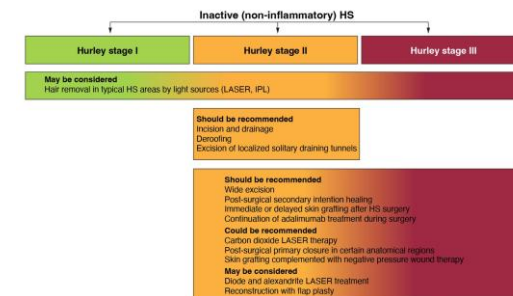 Inactive (non-inflammatory) HS
Hurley stage I
Hurley stage II
Hurley stage III
May be considered
Hair removal in typical HS areas by light sources (LASER, IPL)
Should be recommended
Incision and drainage
Deroofing
Excision of localized solitary draining tunnels
Should be recommended
Wide excision
Post-surgical secondary intention healing
Immediate or delayed skin grafting after HS surgery
Continuation of adalimumab treatment during surgery
Could be recommended
Carbon dioxide LASER therapy
Post-surgical primary closure in certain anatomical regions
Skin grafting complemented with negative pressure wound therapy
May be considered
Diode and alexandrite LASER treatment
Reconstruction with flap plasty